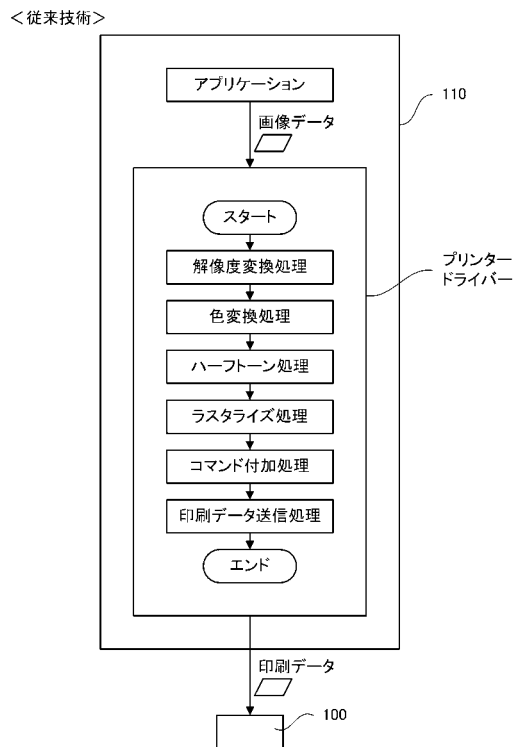 ＜従来技術＞
アプリケーション
110
画像データ
スタート
解像度変換処理
プリンター
ドライバー
色変換処理
ハーフトーン処理
ラスタライズ処理
コマンド付加処理
印刷データ送信処理
エンド
印刷データ
100